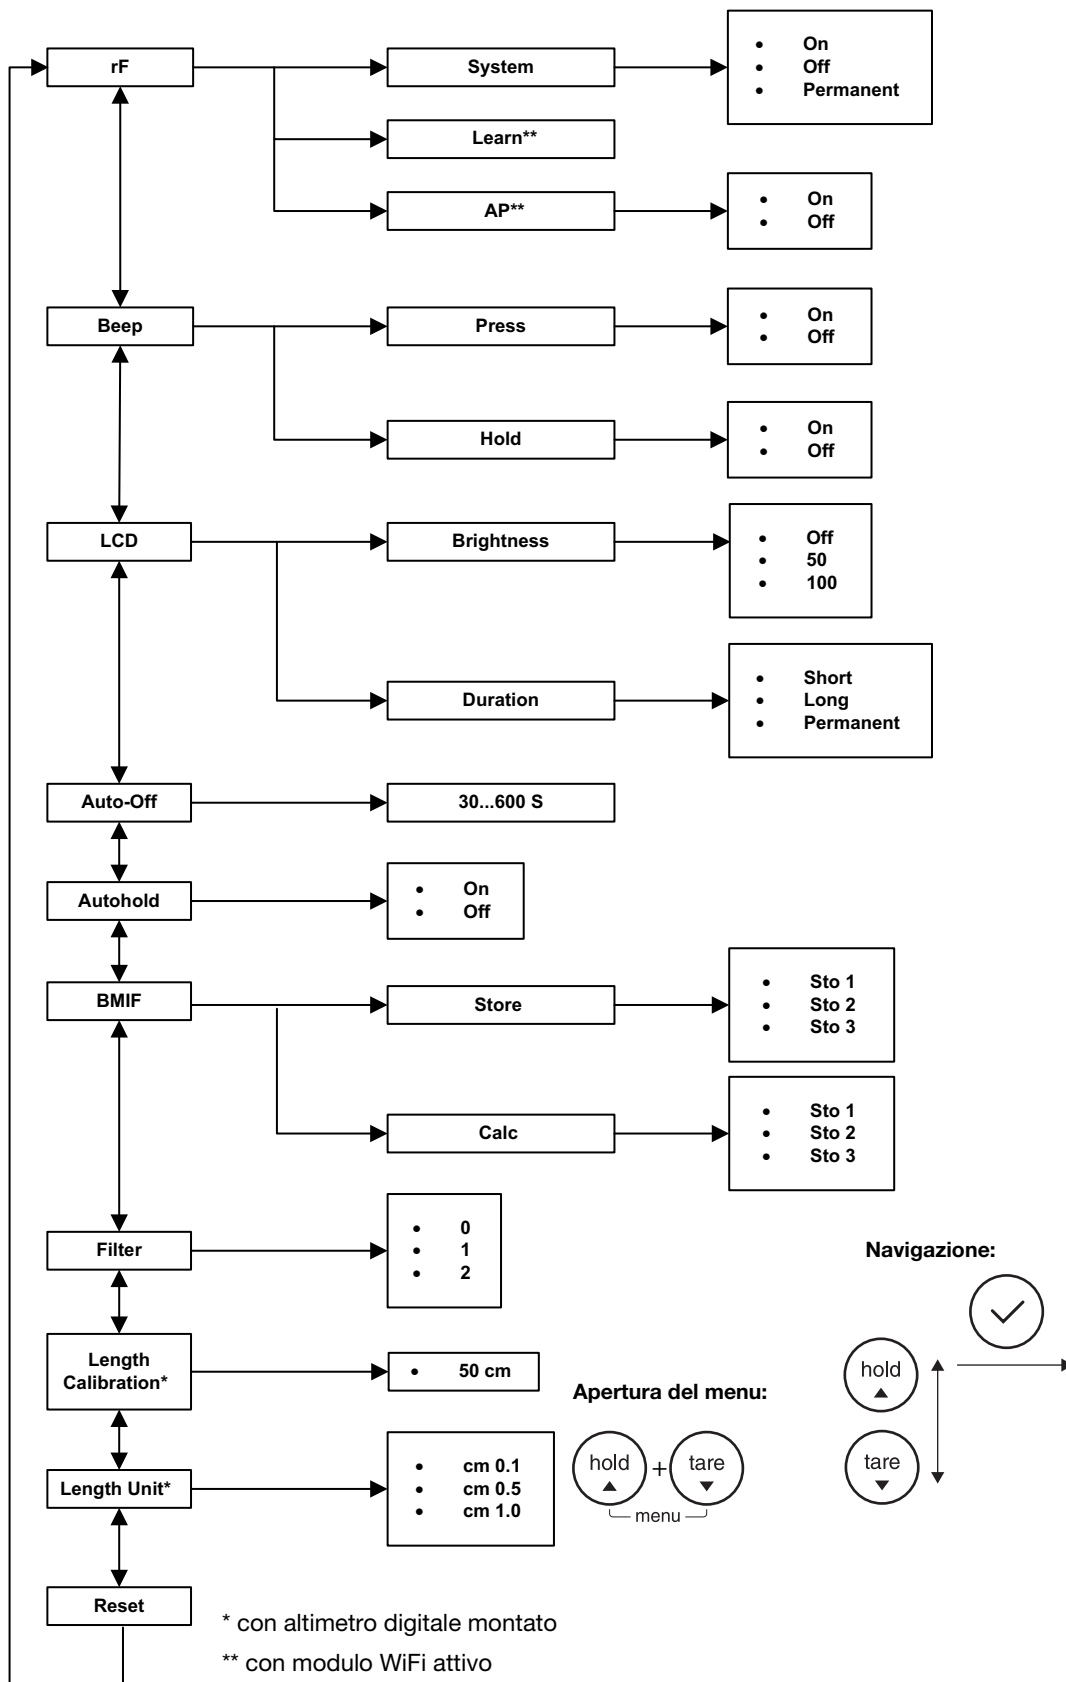 rF
System
• On
• Off
• Permanent
Learn**
AP**
• On
• Off
Beep
Press
• On
• Off
Hold
• On
• Off
LCD
Brightness
• Off
• 50
• 100
Duration
• Short
• Long
• Permanent
Auto-Off
30...600 S
Autohold
• On
• Off
BMIF
Store
• Sto 1
• Sto 2
• Sto 3
Calc
• Sto 1
• Sto 2
• Sto 3
Filter
• 0
• 1
• 2
Length
Calibration*
• 50 cm
Length Unit*
• cm 0.1
• cm 0.5
• cm 1.0
Reset
Apertura del menu:
hold + tare
menu
Navigazione:
hold
tare
* con altimetro digitale montato
** con modulo WiFi attivo